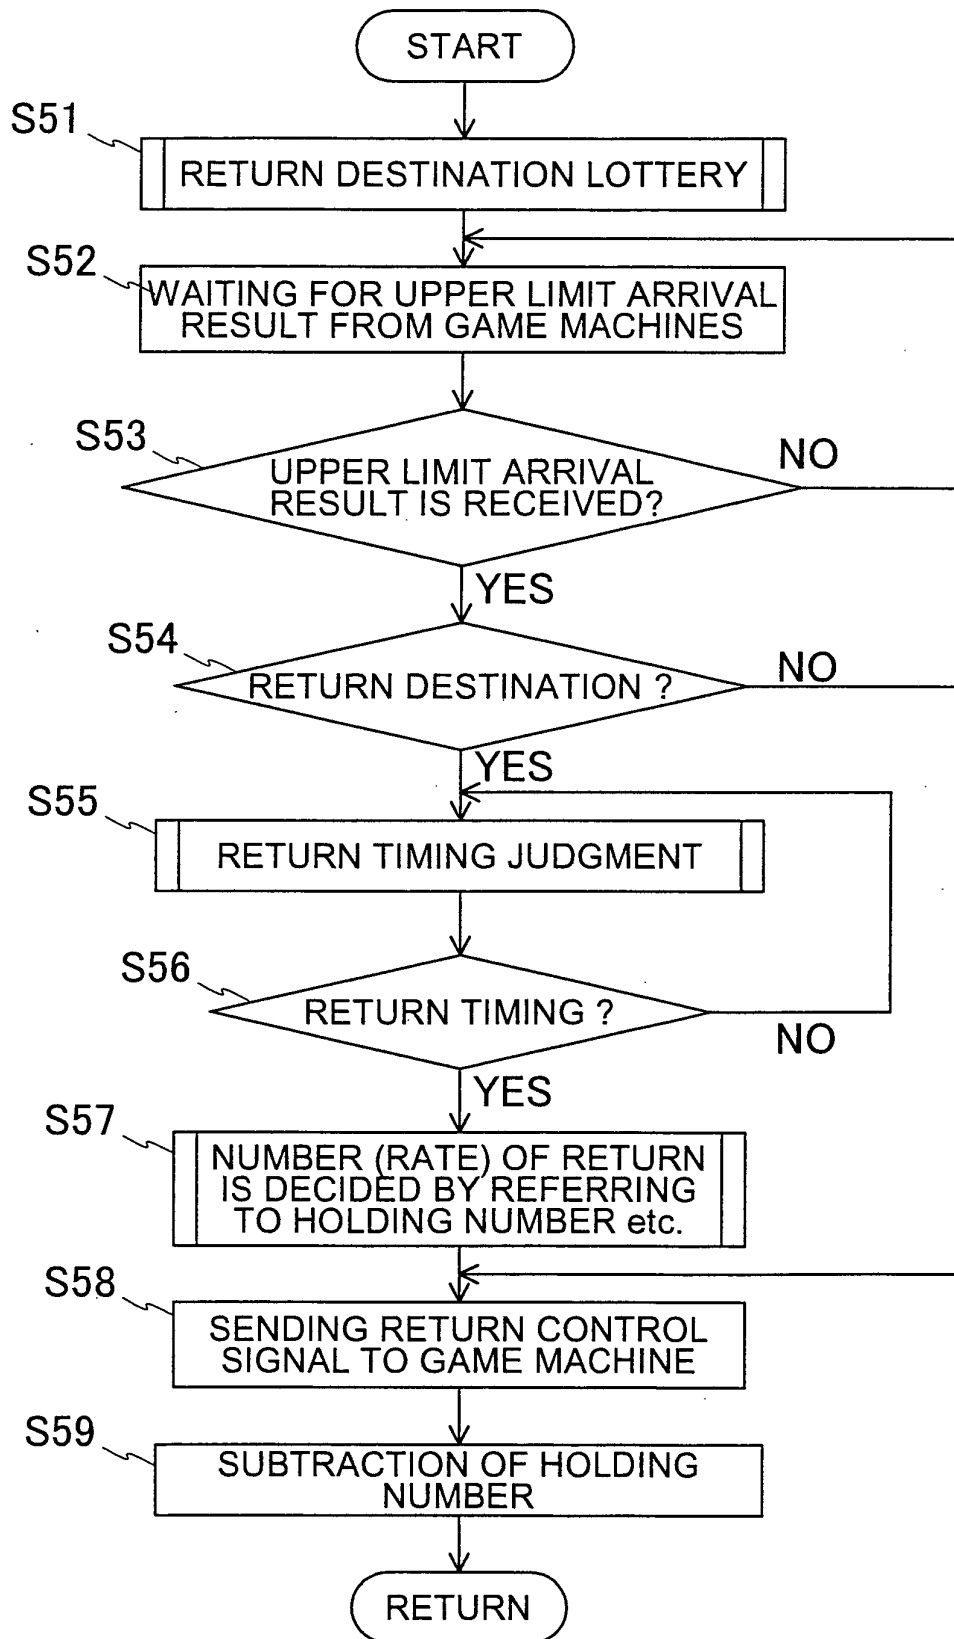 START
S51
RETURN DESTINATION LOTTERY
S52
WAITING FOR UPPER LIMIT ARRIVAL
RESULT FROM GAME MACHINES
S53
UPPER LIMIT ARRIVAL
RESULT IS RECEIVED?
NO
YES
S54
RETURN DESTINATION ?
NO
YES
S55
RETURN TIMING JUDGMENT
S56
RETURN TIMING ?
NO
YES
S57
NUMBER (RATE) OF RETURN
IS DECIDED BY REFERRING
TO HOLDING NUMBER etc.
S58
SENDING RETURN CONTROL
SIGNAL TO GAME MACHINE
S59
SUBTRACTION OF HOLDING
NUMBER
RETURN